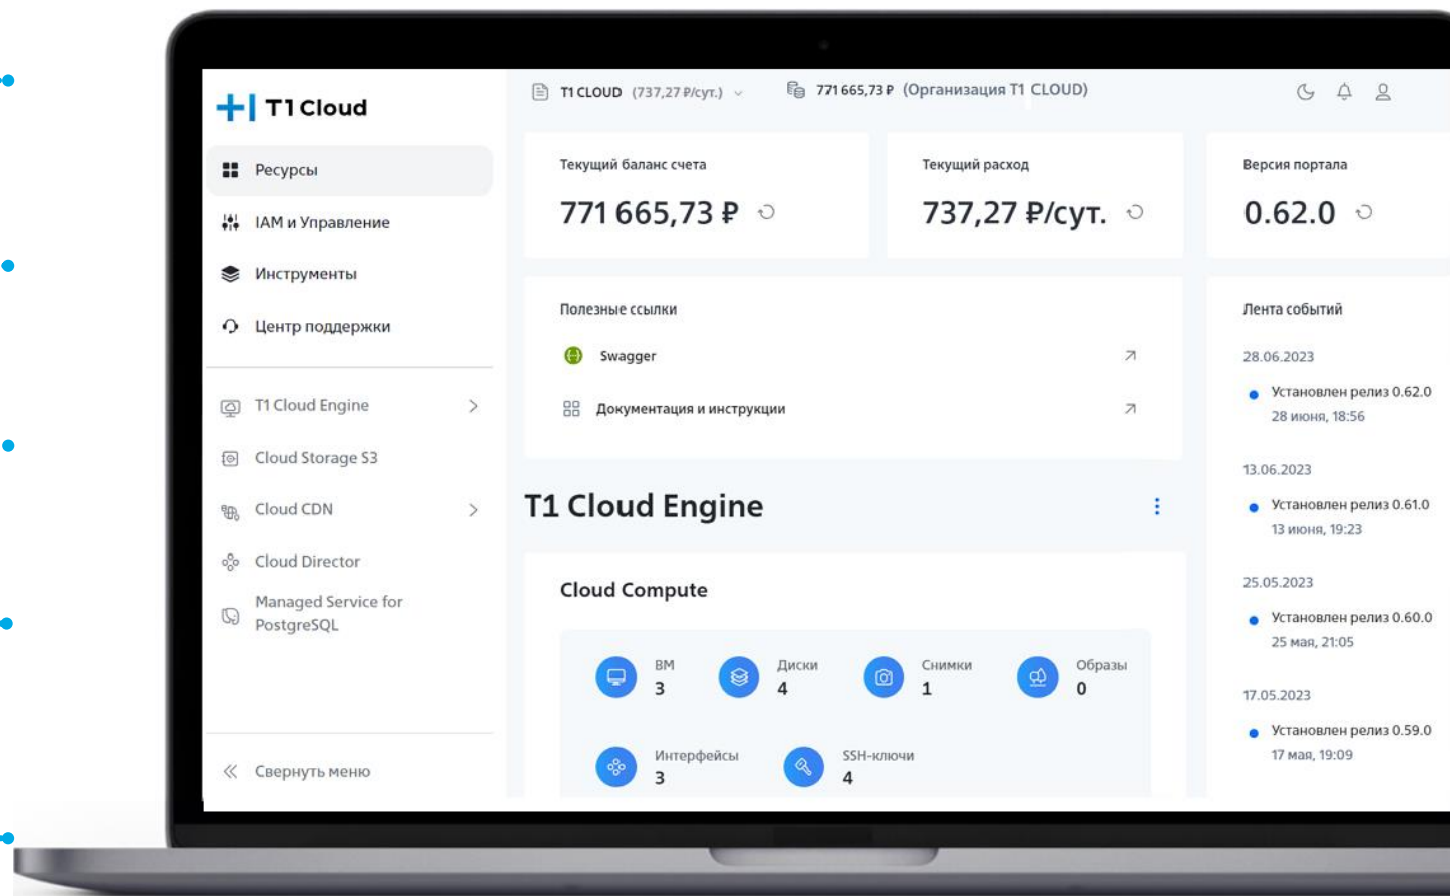 T1 Cloud
T1 CLOUD (737,27 ₽/сут.)
771 665,73 ₽ (Организация T1 CLOUD)
Ресурсы
IAM и Управление
Инструменты
Центр поддержки
T1 Cloud Engine
Cloud Storage S3
Cloud CDN
Cloud Director
Managed Service for
PostgreSQL
Свернуть меню
Текущий баланс счета
771 665,73 ₽
Текущий расход
737,27 ₽/сут.
Версия портала
0.62.0
Полезные ссылки
Swagger
Документация и инструкции
T1 Cloud Engine
Cloud Compute
ВМ
3
Диски
4
Снимки
1
Образы
0
Интерфейсы
3
SSH-ключи
4
Лента событий
28.06.2023
Установлен релиз 0.62.0
28 июня, 18:56
13.06.2023
Установлен релиз 0.61.0
13 июня, 19:23
25.05.2023
Установлен релиз 0.60.0
25 мая, 21:05
17.05.2023
Установлен релиз 0.59.0
17 мая, 19:09